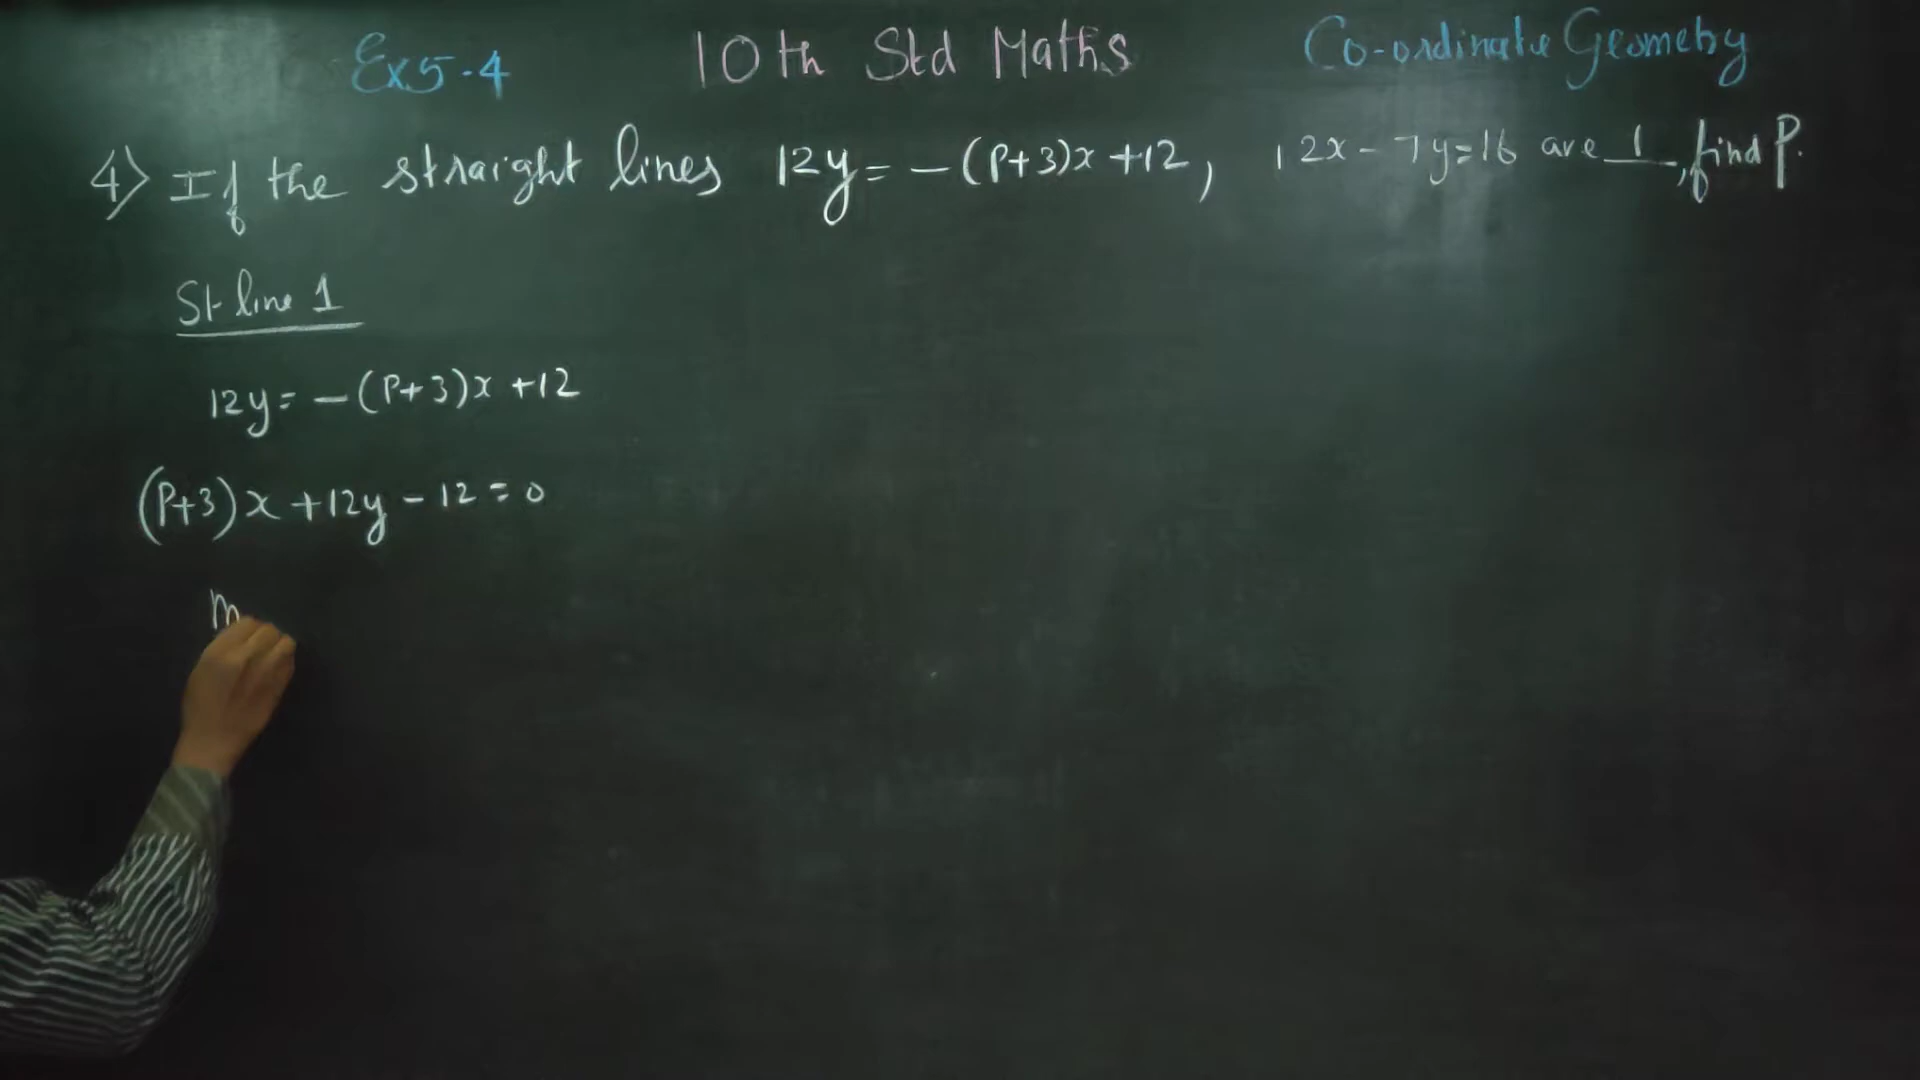 Ex5.4 10th Std Maths Co-ordinate Geometry
4) If the straight lines 12y = -(P+3)x +12, 12x - 7y = 16 are ⊥, find P.
St line 1
12y = -(P+3)x +12
(P+3)x +12y - 12 = 0
m